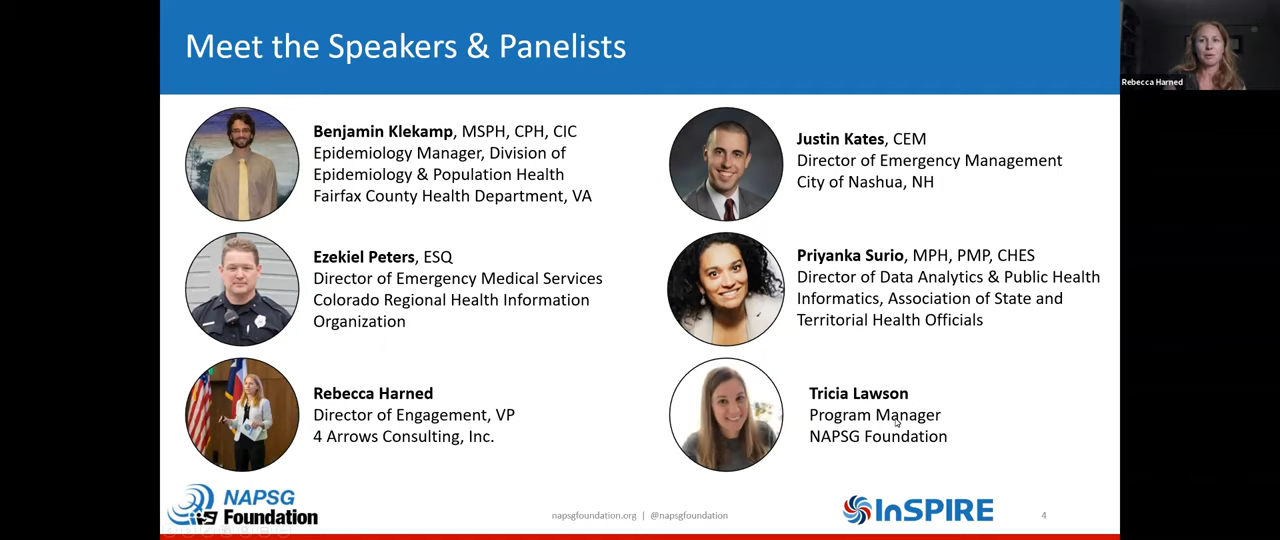 Meet the Speakers & Panelists
Rebecca Harned
Benjamin Klekamp, MSPH, CPH, CIC
Epidemiology Manager, Division of
Epidemiology & Population Health
Fairfax County Health Department, VA
Justin Kates, CEM
Director of Emergency Management
City of Nashua, NH
Ezekiel Peters, ESQ
Director of Emergency Medical Services
Colorado Regional Health Information
Organization
Priyanka Surio, MPH, PMP, CHES
Director of Data Analytics & Public Health
Informatics, Association of State and
Territorial Health Officials
Rebecca Harned
Director of Engagement, VP
4 Arrows Consulting, Inc.
Tricia Lawson
Program Manager
NAPSG Foundation
NAPSG
Foundation
napsgfoundation.org | @napsgfoundation
InSPIRE
4